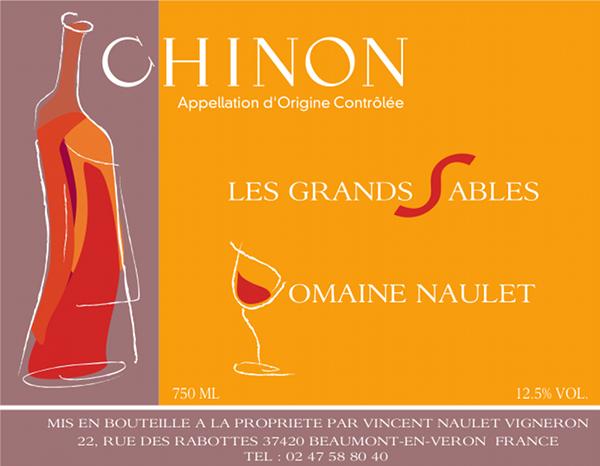 CHINON
Appellation d'Origine Contrôlée
LES GRANDS SABLES
DOMAINE NAULET
750 ML 12.5% VOL.
MIS EN BOUTEILLE A LA PROPRIETE PAR VINCENT NAULET VIGNERON
22, RUE DES RABOTTES 37420 BEAUMONT-EN-VERON FRANCE
TEL : 02 47 58 80 40